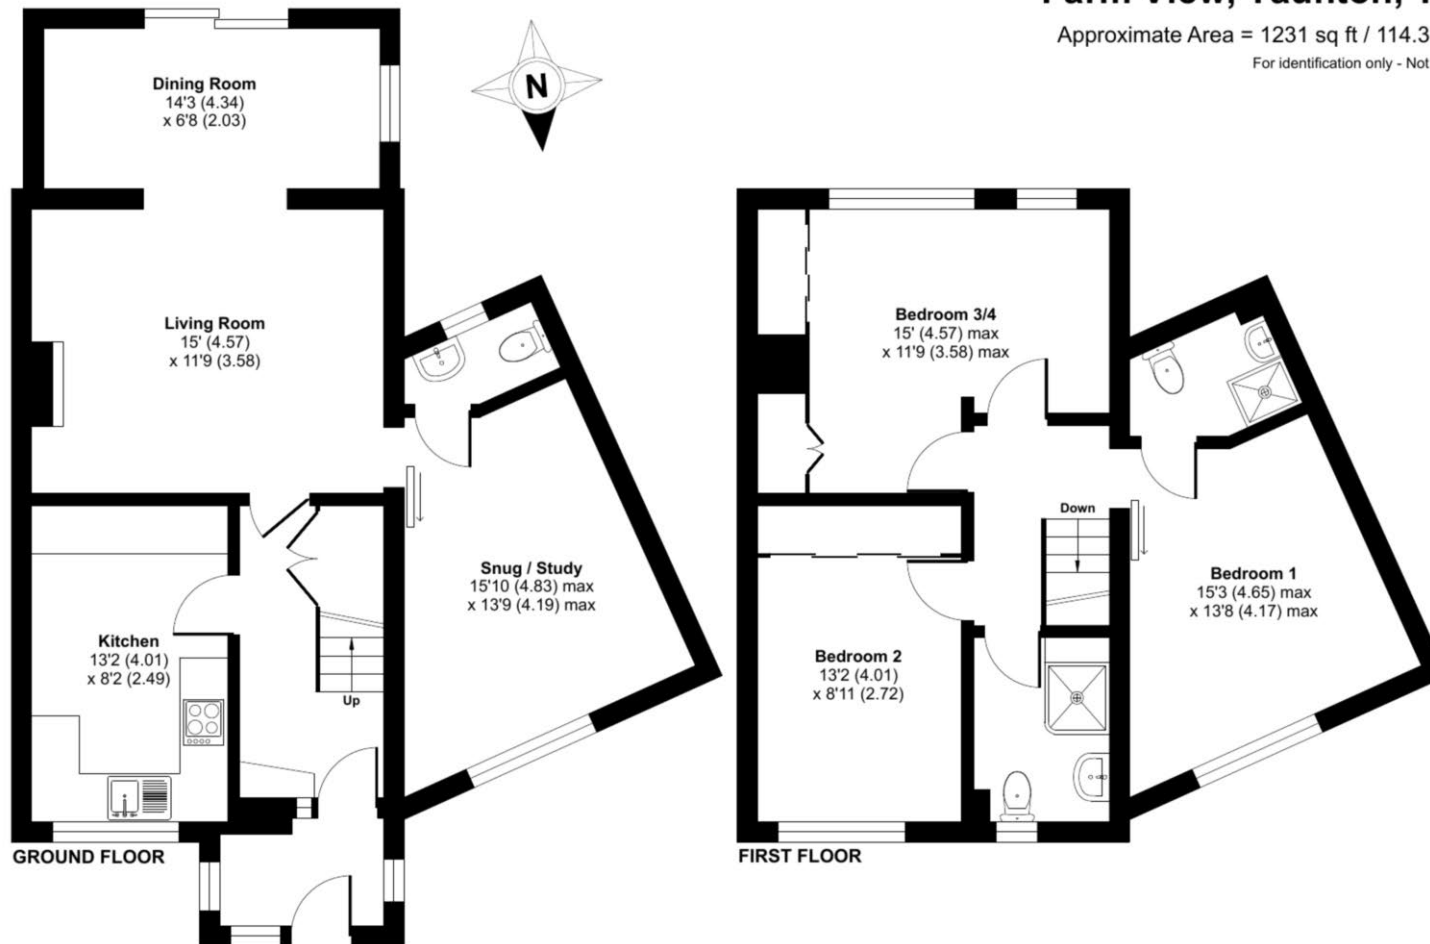 Approximate Area = 1231 sq ft / 114.3
For identification only - Not
N
Dining Room
14'3 (4.34)
x 6'8 (2.03)
Living Room
15' (4.57)
x 11'9 (3.58)
Snug / Study
15'10 (4.83) max
x 13'9 (4.19) max
Kitchen
13'2 (4.01)
x 8'2 (2.49)
Up
GROUND FLOOR
Bedroom 3/4
15' (4.57) max
x 11'9 (3.58) max
Down
Bedroom 1
15'3 (4.65) max
x 13'8 (4.17) max
Bedroom 2
13'2 (4.01)
x 8'11 (2.72)
FIRST FLOOR